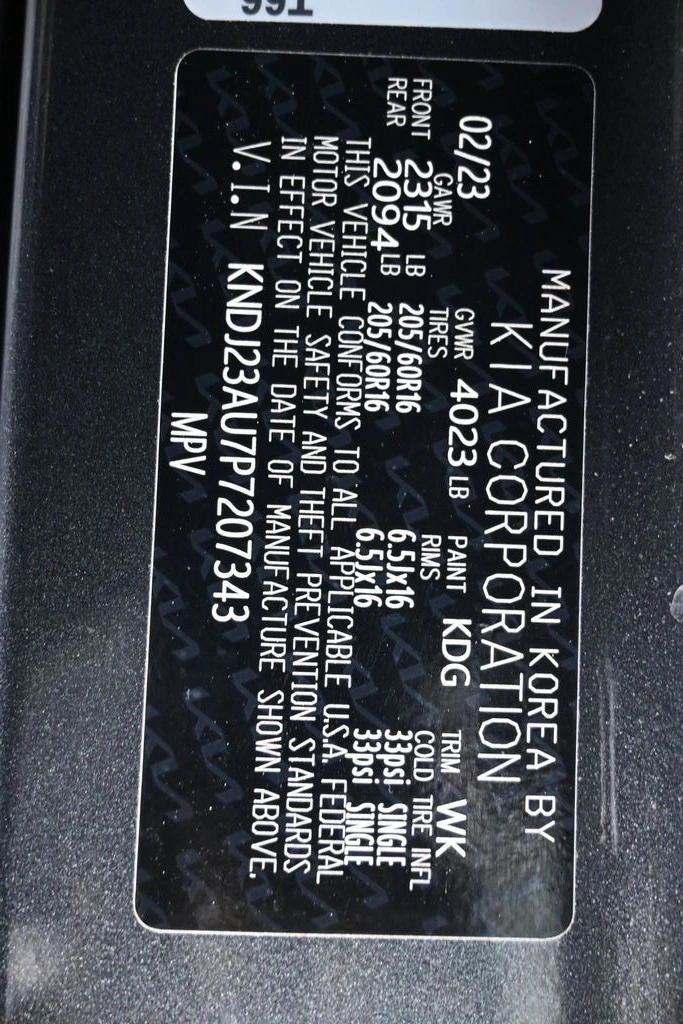 MANUFACTURED IN KOREA BY
KIA CORPORATION
02/23 GVWR 4023 LB PAINT KDG TRIM WK
GAWR TIRES RIMS COLD TIRE INFL
FRONT 2315 LB 205/60R16 6.5Jx16 33psi SINGLE
REAR 2094 LB 205/60R16 6.5Jx16 33psi SINGLE
THIS VEHICLE CONFORMS TO ALL APPLICABLE U.S.A. FEDERAL
MOTOR VEHICLE SAFETY AND THEFT PREVENTION STANDARDS
IN EFFECT ON THE DATE OF MANUFACTURE SHOWN ABOVE.
V.I.N KNDJ23AU7P7207343
MPV